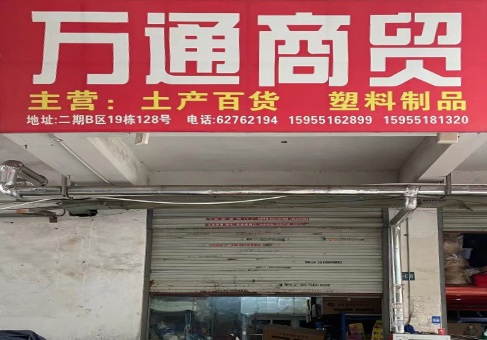 万通商贸
主营：土产百货 塑料制品
地址:二期B区19栋128号 电话:62762194 15955162899 15955181320